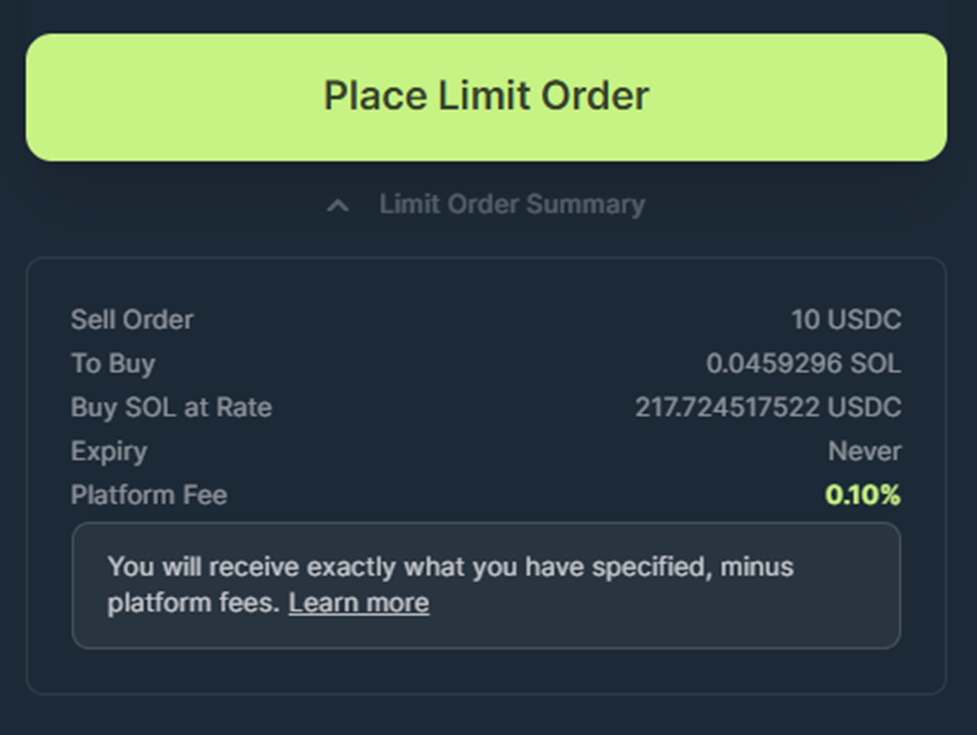 Place Limit Order
Limit Order Summary
Sell Order 10 USDC
To Buy 0.0459296 SOL
Buy SOL at Rate 217.724517522 USDC
Expiry Never
Platform Fee 0.10%
You will receive exactly what you have specified, minus
platform fees. Learn more